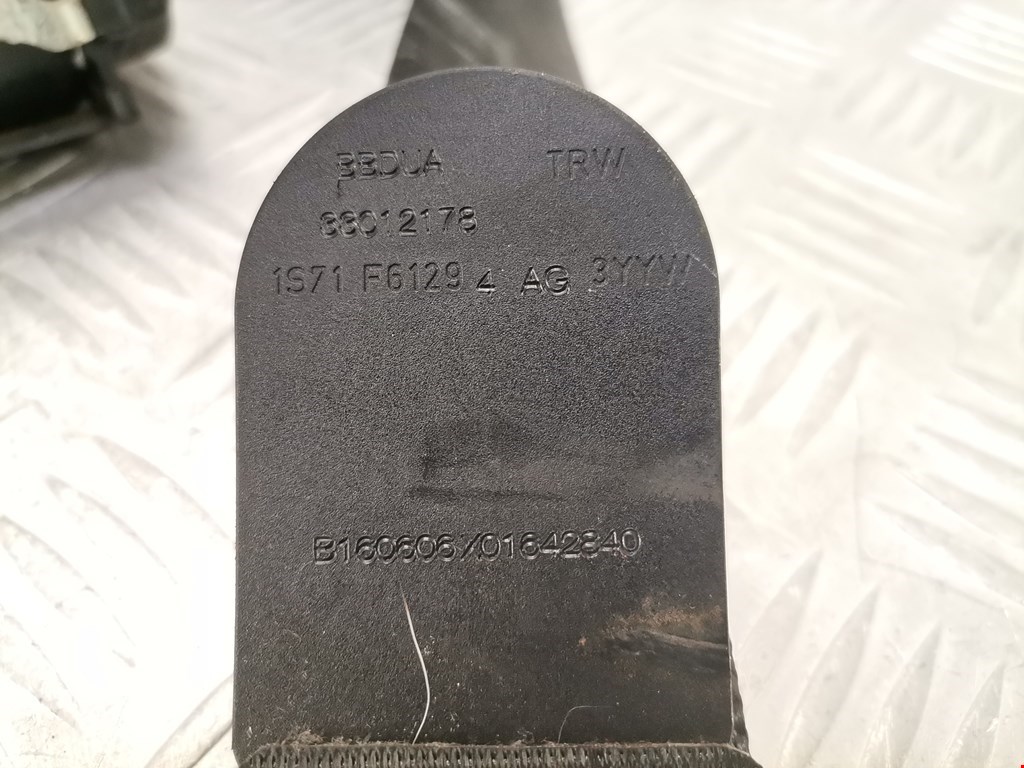 BBDUA TRW
33012178
1S71 F6129 4 AG 3YYW
B160606X01642840